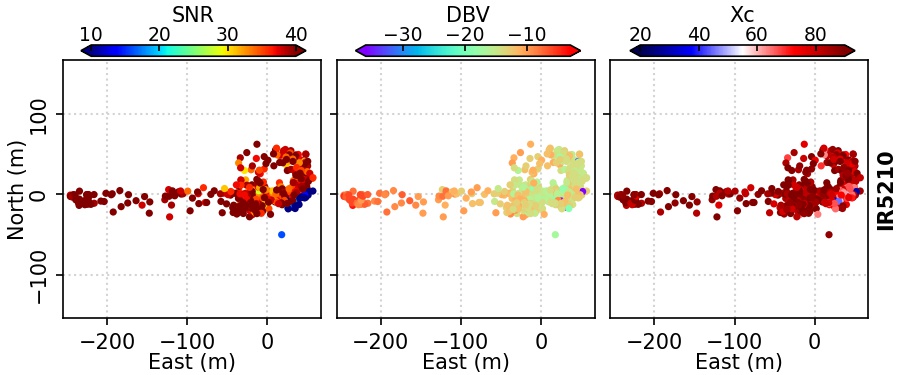 SNR DBV Xc
10 20 30 40 −30 −20 −10 20 40 60 80
100
0
−100
North (m)
−200 −100 0 −200 −100 0 −200 −100 0
East (m) East (m) East (m)
IR5210